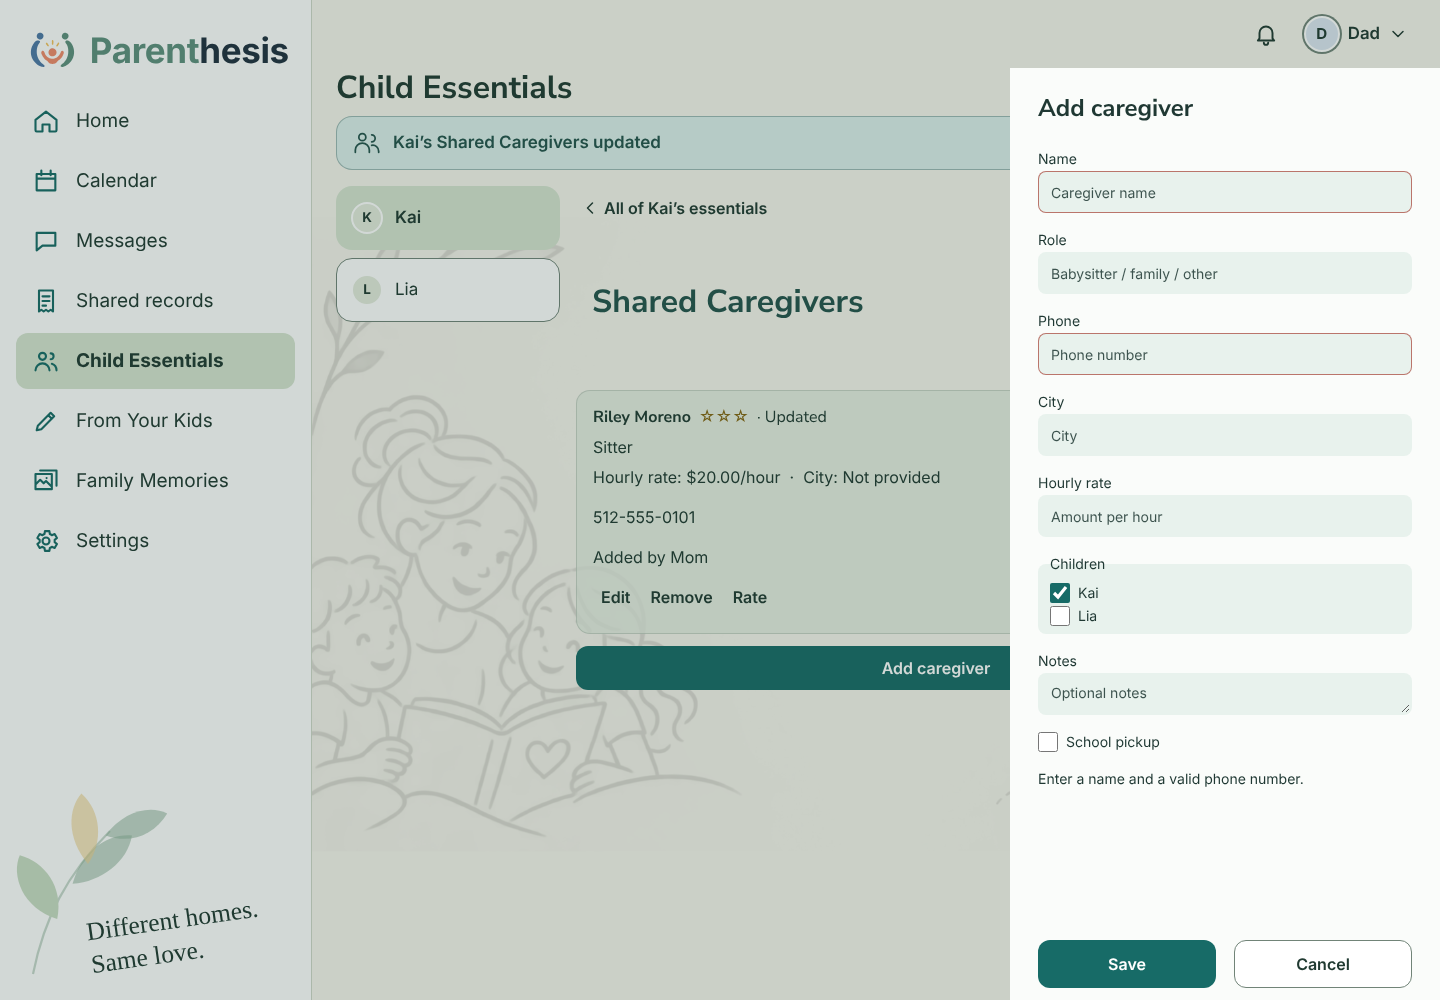 Parenthesis
Home
Calendar
Messages
Shared records
Child Essentials
From Your Kids
Family Memories
Settings
Different homes.
Same love.
D Dad
Child Essentials
Kai’s Shared Caregivers updated
K Kai
L Lia
All of Kai’s essentials
Shared Caregivers
Riley Moreno ☆☆☆ · Updated
Sitter
Hourly rate: $20.00/hour · City: Not provided
512-555-0101
Added by Mom
Edit Remove Rate
Add caregiver
Add caregiver
Name
Caregiver name
Role
Babysitter / family / other
Phone
Phone number
City
City
Hourly rate
Amount per hour
Children
Kai
Lia
Notes
Optional notes
School pickup
Enter a name and a valid phone number.
Save Cancel